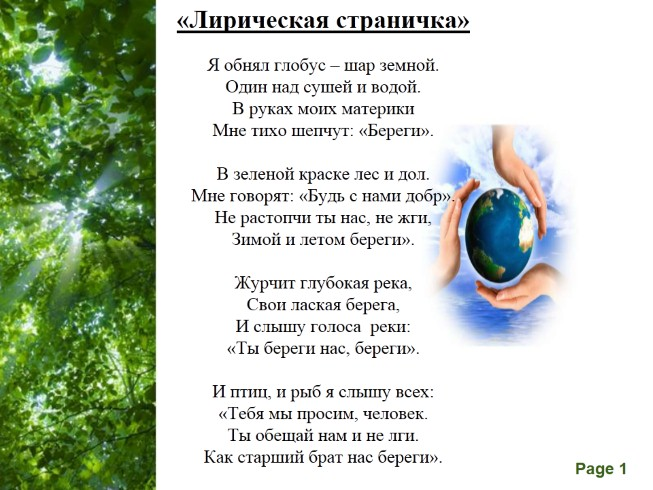 «Лирическая страничка»
Я обнял глобус – шар земной.
Один над сушей и водой.
В руках моих материки
Мне тихо шепчут: «Береги».
В зеленой краске лес и дол.
Мне говорят: «Будь с нами добр».
Не растопчи ты нас, не жги,
Зимой и летом береги».
Журчит глубокая река,
Свои лаская берега,
И слышу голоса  реки:
«Ты береги нас, береги».
И птиц, и рыб я слышу всех:
«Тебя мы просим, человек.
Ты обещай нам и не лги.
Как старший брат нас береги».
Page 1